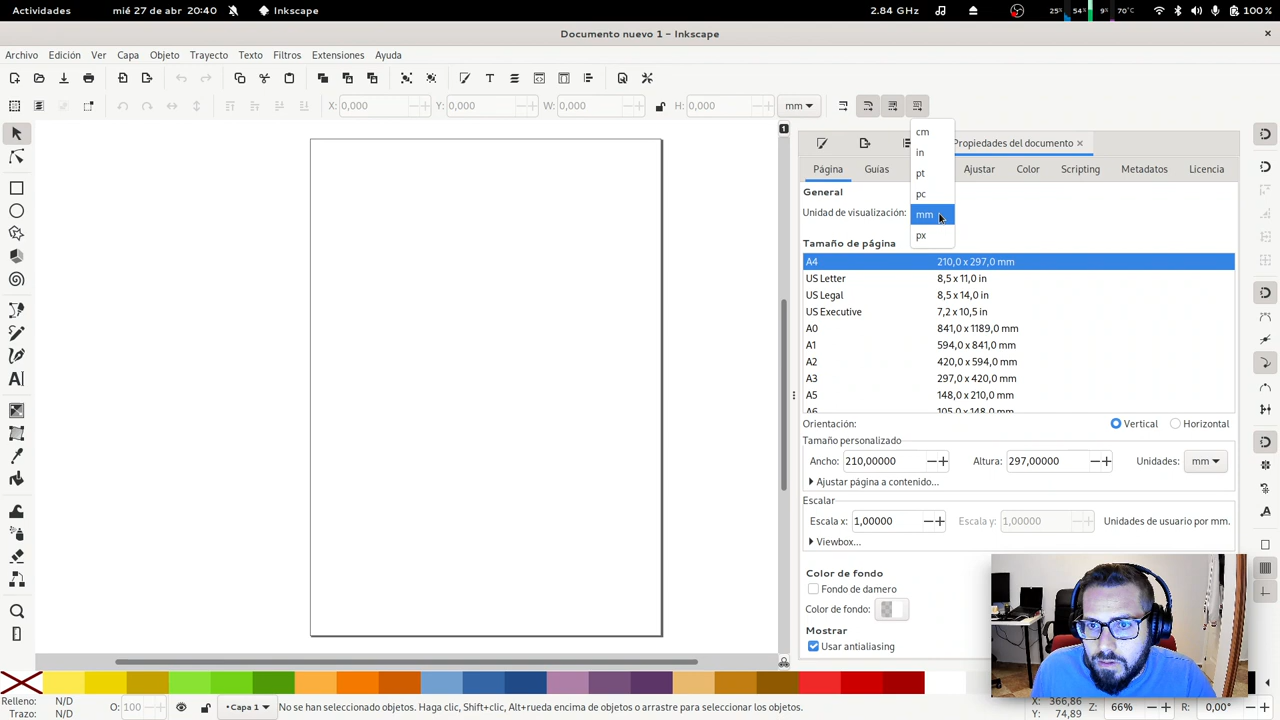 Actividades mié 27 de abr 20:40 Inkscape 2.84 GHz 25% 54% 9% 70°C 100 %
Documento nuevo 1 - Inkscape
Archivo Edición Ver Capa Objeto Trayecto Texto Filtros Extensiones Ayuda
X: 0,000 Y: 0,000 W: 0,000 H: 0,000 mm
1
cm
in
pt
pc
mm
px
Propiedades del documento
Página Guías Ajustar Color Scripting Metadatos Licencia
General
Unidad de visualización:
Tamaño de página
A4 210,0 x 297,0 mm
US Letter 8,5 x 11,0 in
US Legal 8,5 x 14,0 in
US Executive 7,2 x 10,5 in
A0 841,0 x 1189,0 mm
A1 594,0 x 841,0 mm
A2 420,0 x 594,0 mm
A3 297,0 x 420,0 mm
A5 148,0 x 210,0 mm
A6 105,0 x 148,0 mm
Orientación: Vertical Horizontal
Tamaño personalizado
Ancho: 210,00000 Altura: 297,00000 Unidades: mm
Ajustar página a contenido...
Escalar
Escala x: 1,00000 Escala y: 1,00000 Unidades de usuario por mm.
Viewbox...
Color de fondo
Fondo de damero
Color de fondo:
Mostrar
Usar antialiasing
Relleno: N/D
Trazo: N/D
O: 100
•Capa 1
No se han seleccionado objetos. Haga clic, Shift+clic, Alt+rueda encima de objetos o arrastre para seleccionar los objetos.
X: 366,86
Y: 74,89
Z: 66%
R: 0,00°